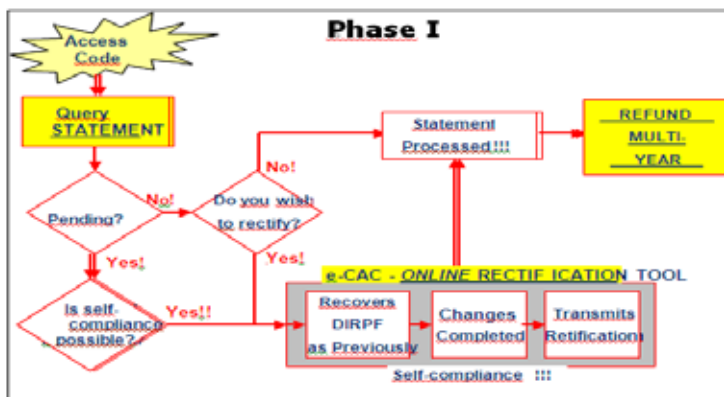 Phase I
Access
Code
Query
STATEMENT
Statement
Processed !!!
REFUND
MULTI-
YEAR
No!
Pending?
No!
Do you wish
to rectify?
Yes!
Yes!
e-CAC - ONLINE RECTIFICATION TOOL
Is self-
compliance
possible?
Yes!!
Recovers
DIRPF
as Previously
Changes
Completed
Transmits
Retification
Self-compliance !!!